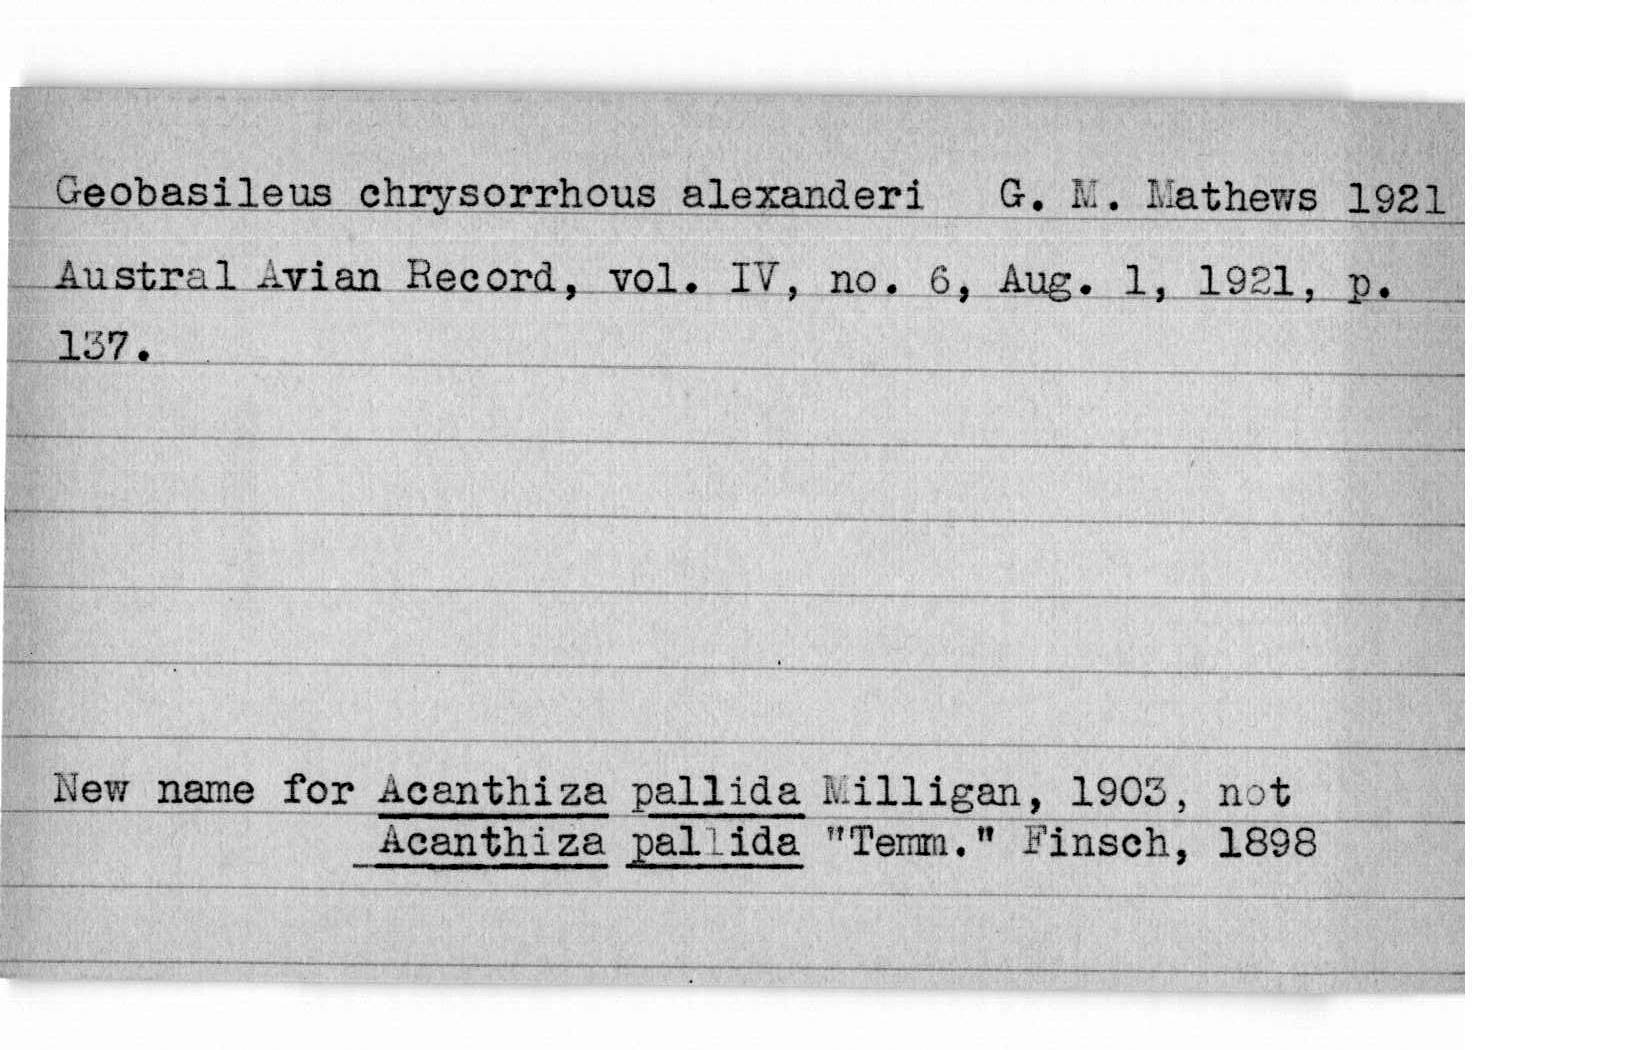 Geobasileus chrysorrhous alexanderi G. M. Mathews 1921
Austral Avian Record, vol. IV, no. 6, Aug. 1, 1921, p.
137.
New name for Acanthiza pallida Milligan, 1903, not
Acanthiza pallida "Temm." Finsch, 1898